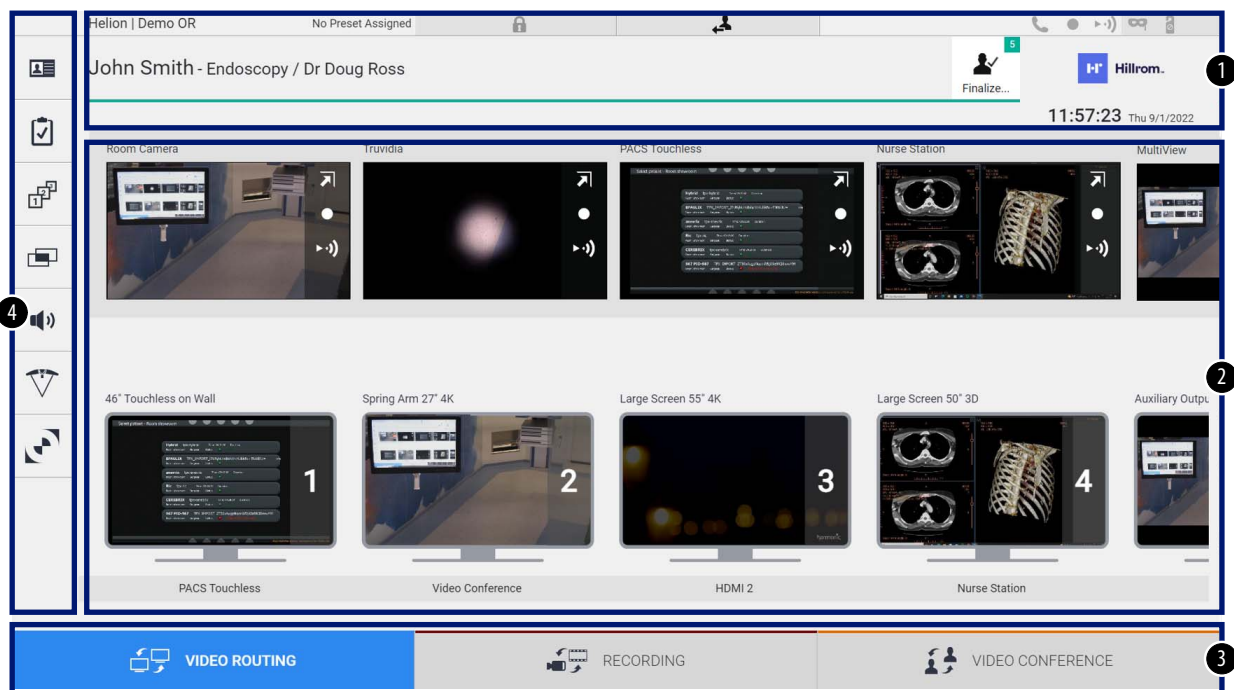 Helion | Demo OR No Preset Assigned
5
John Smith - Endoscopy / Dr Doug Ross
Finalize...
Hillrom.
1
11:57:23 Thu 9/1/2022
Room Camera Truvidia PACS Touchless Nurse Station MultiView
4
2
46" Touchless on Wall Spring Arm 27" 4K Large Screen 55" 4K Large Screen 50" 3D Auxiliary Outpu
1 2 3 4
PACS Touchless Video Conference HDMI 2 Nurse Station
VIDEO ROUTING RECORDING VIDEO CONFERENCE
3